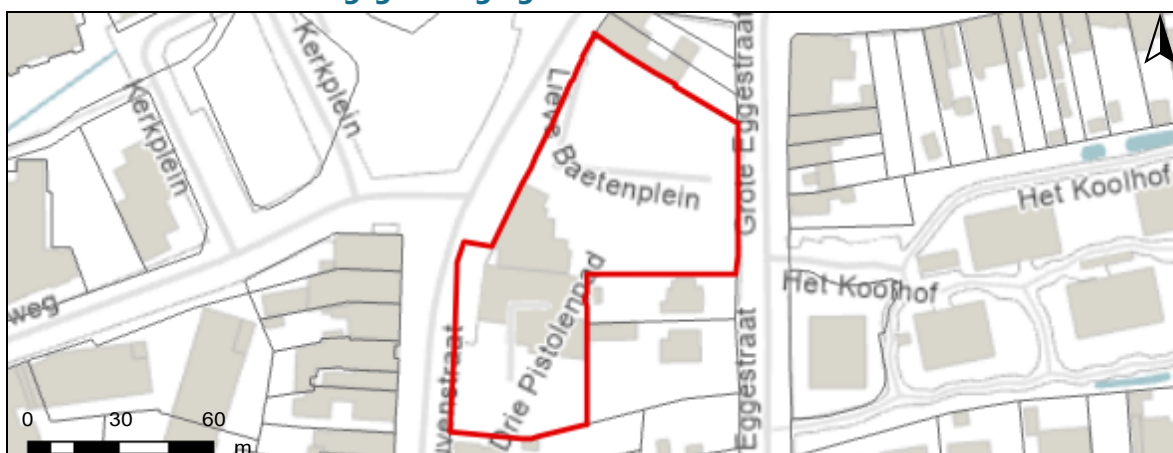 Kerkplein
Kerkplein
Lieve Baetenplein
Grote Eggestraat
Het Koolhof
Het Koolhof
weg
Drie Pistolenpad
venstraat
Eggestraat
0 30 60
m